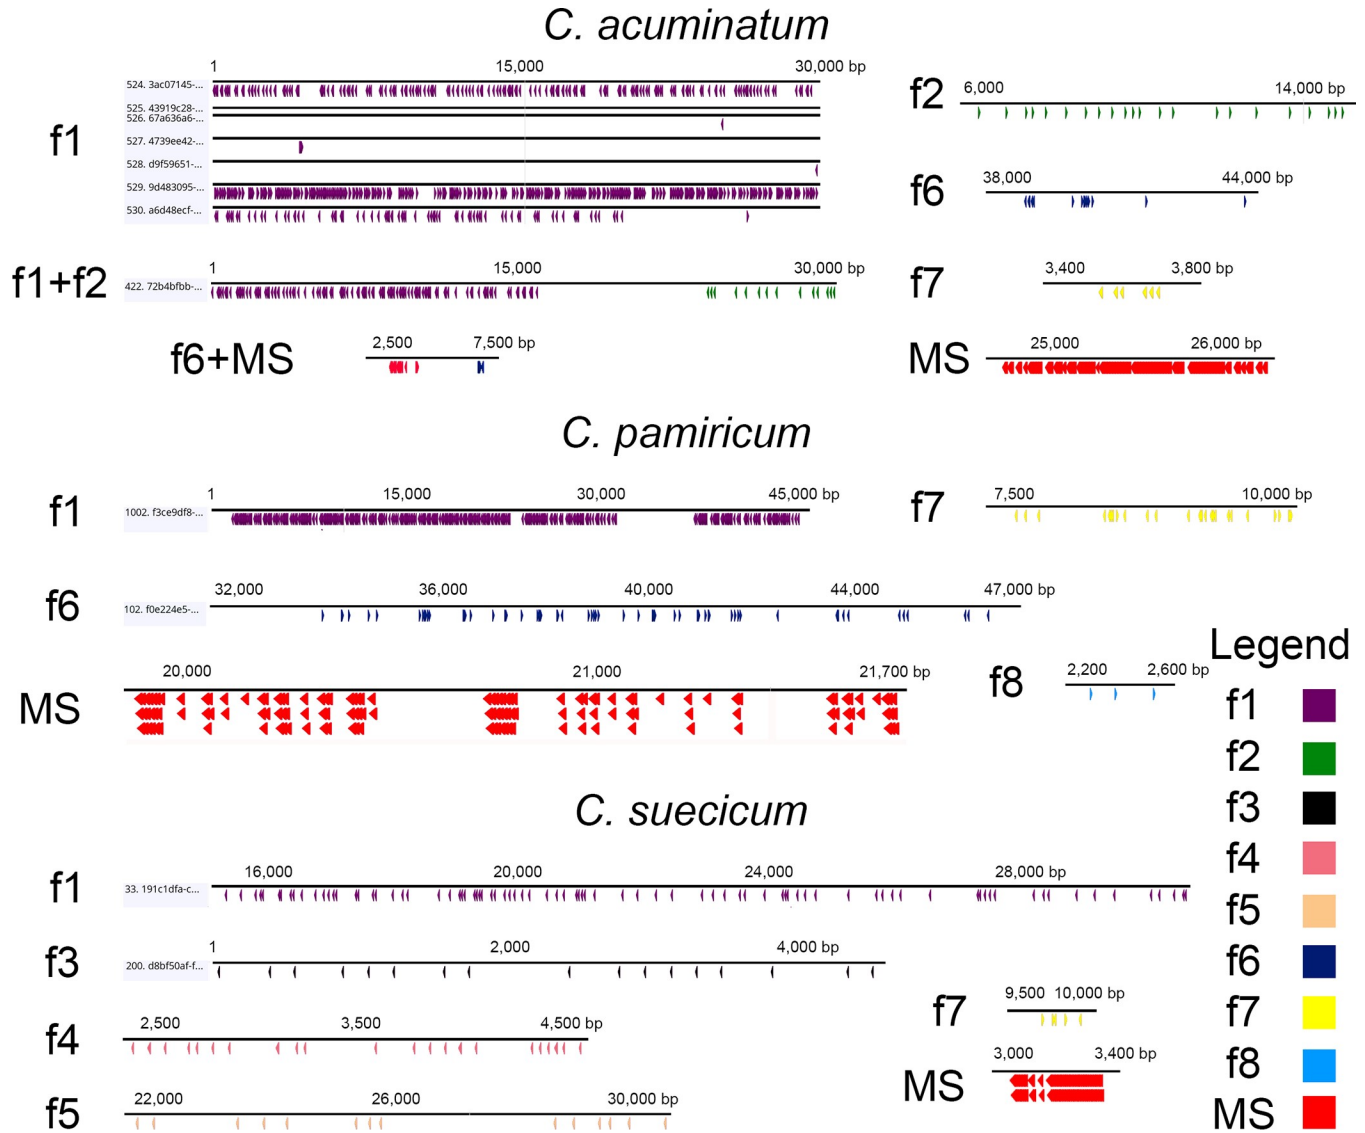 C. acuminatum
f1
1 15,000 30,000 bp
524. 3ac07145-...
525. 43919c28-...
526. 67a636a6-...
527. 4739ee42-...
528. d9f59651-...
529. 9d483095-...
530. a6d48ecf-...
f2
6,000 14,000 bp
f6
38,000 44,000 bp
f1+f2
1 15,000 30,000 bp
422. 72b4bfbb-...
f7
3,400 3,800 bp
f6+MS
2,500 7,500 bp
MS
25,000 26,000 bp
C. pamiricum
f1
1 15,000 30,000 45,000 bp
1002. f3ce9df8-...
f7
7,500 10,000 bp
f6
32,000 36,000 40,000 44,000 47,000 bp
102. f0e224e5-...
MS
20,000 21,000 21,700 bp
f8
2,200 2,600 bp
C. suecicum
f1
16,000 20,000 24,000 28,000 bp
33. 191c1dfa-c...
f3
1 2,000 4,000 bp
200. d8bf50af-f...
f4
2,500 3,500 4,500 bp
f5
22,000 26,000 30,000 bp
f7
9,500 10,000 bp
MS
3,000 3,400 bp
Legend
f1
f2
f3
f4
f5
f6
f7
f8
MS